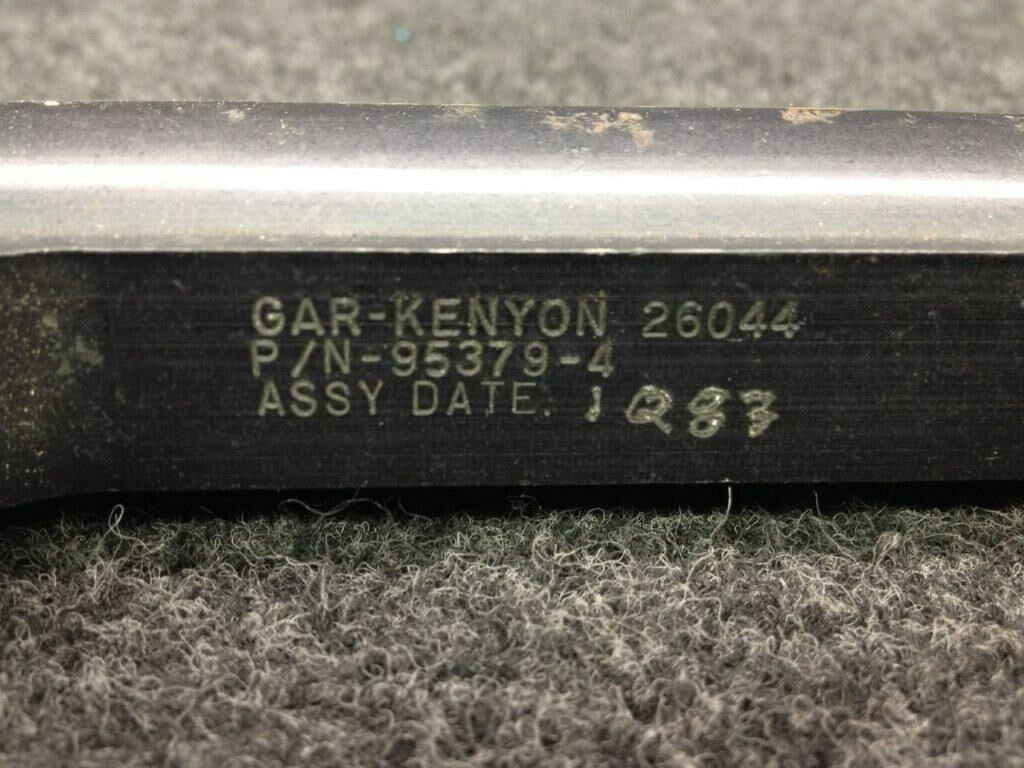 GAR-KENYON 26044
P/N-95379-4
ASSY DATE. 1Q83